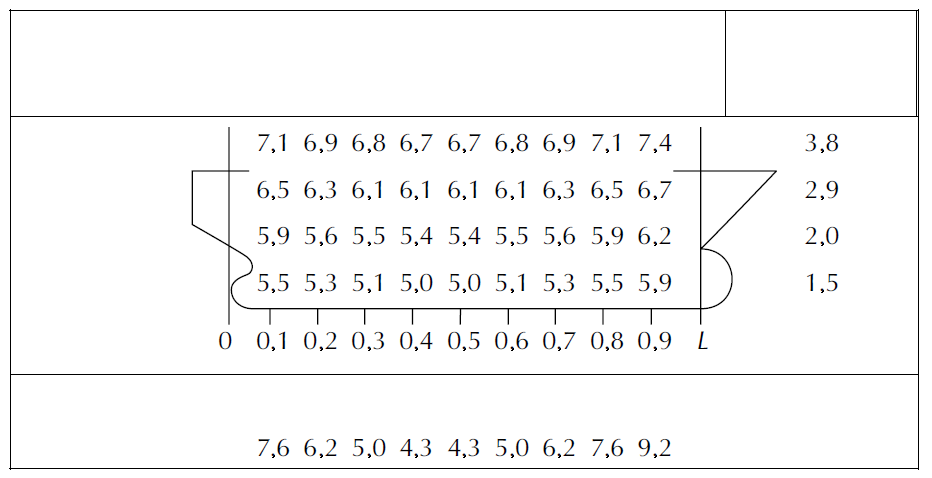 7,1 6,9 6,8 6,7 6,7 6,8 6,9 7,1 7,4 3,8
6,5 6,3 6,1 6,1 6,1 6,1 6,3 6,5 6,7 2,9
5,9 5,6 5,5 5,4 5,4 5,5 5,6 5,9 6,2 2,0
5,5 5,3 5,1 5,0 5,0 5,1 5,3 5,5 5,9 1,5
0 0,1 0,2 0,3 0,4 0,5 0,6 0,7 0,8 0,9 L
7,6 6,2 5,0 4,3 4,3 5,0 6,2 7,6 9,2